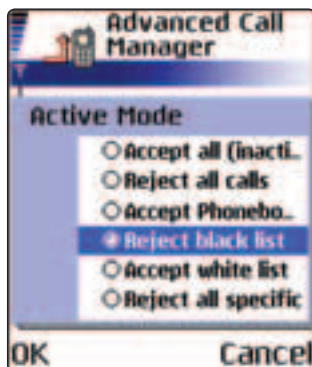 Advanced Call
Manager
Active Mode
Accept all (inacti..
Reject all calls
Accept Phonebo..
Reject black list
Accept white list
Reject all specific
OK Cancel